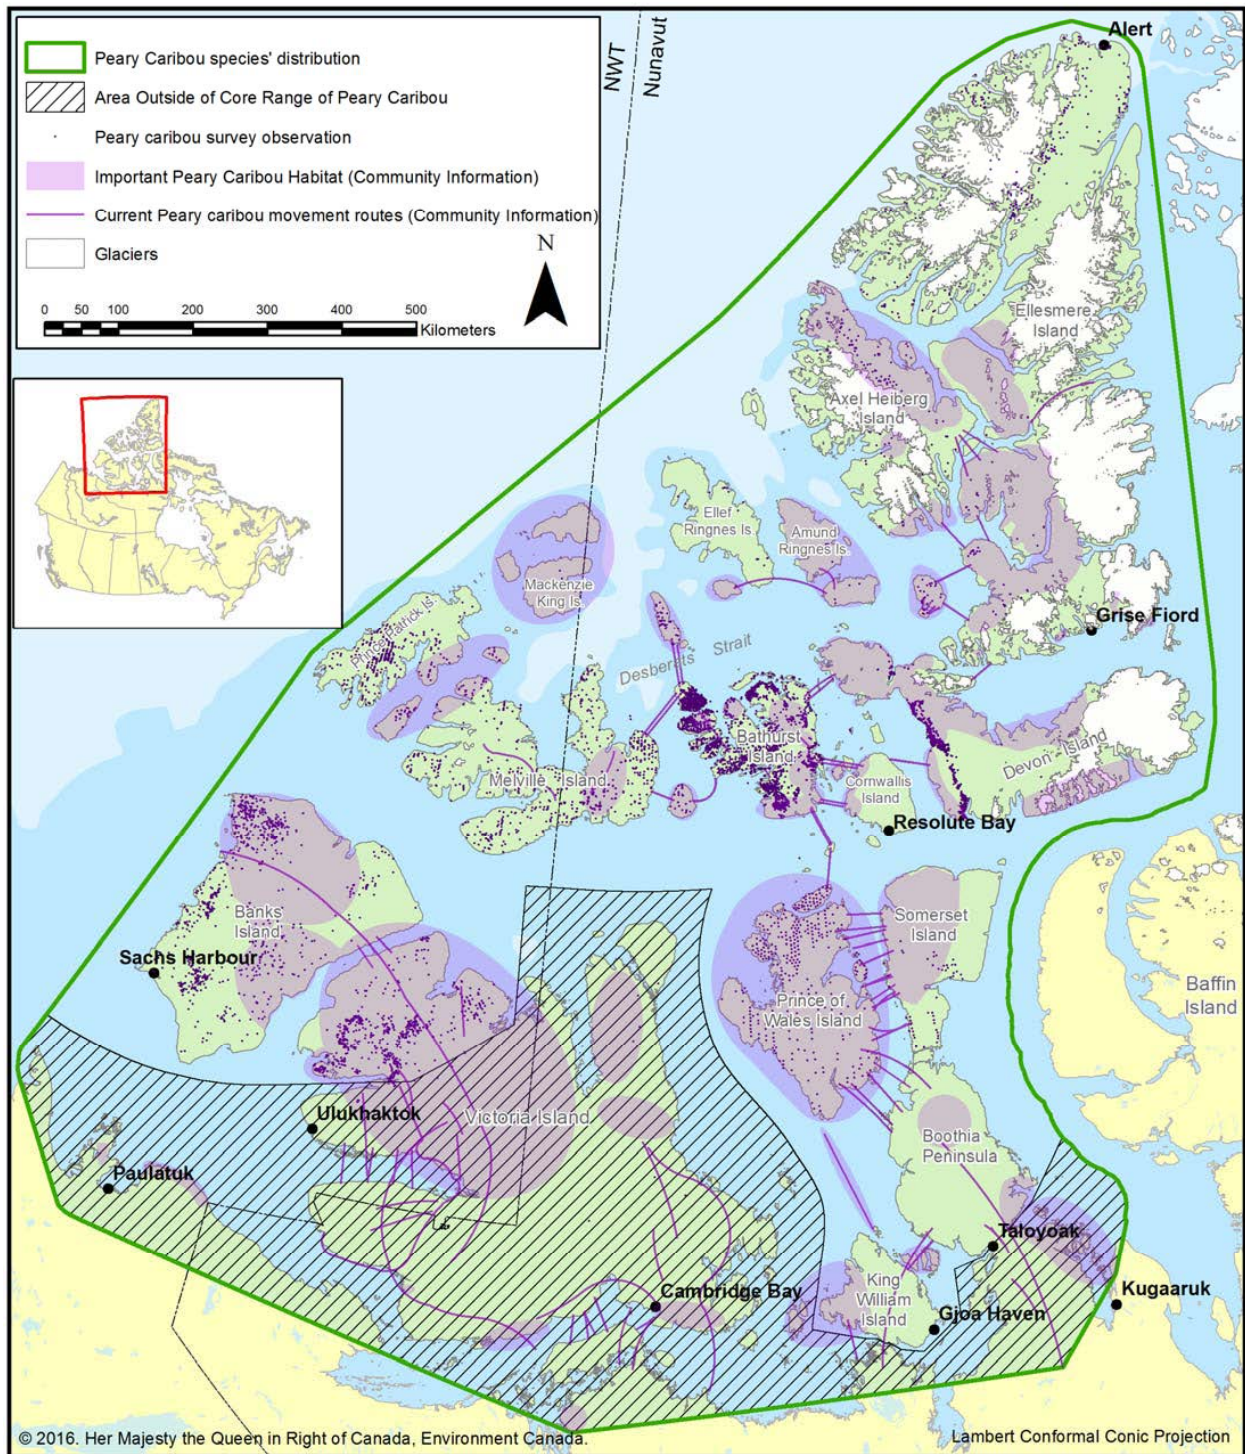 Peary Caribou species' distribution
Area Outside of Core Range of Peary Caribou
Peary caribou survey observation
Important Peary Caribou Habitat (Community Information)
Current Peary caribou movement routes (Community Information)
Glaciers
N
0 50 100 200 300 400 500
Kilometers
NWT
Nunavut
Alert
Ellesmere
Island
Axel Heiberg
Island
Ellef
Ringnes Is.
Amund
Ringnes Is.
Mackenzie
King Is.
Prince Patrick Is.
Grise Fiord
Desberats Strait
Bathurst
Island
Melville Island
Devon Island
Cornwallis
Island
Resolute Bay
Banks
Island
Somerset
Island
Sachs Harbour
Baffin
Island
Prince of
Wales Island
Ulukhaktok
Victoria Island
Boothia
Peninsula
Paulatuk
Taloyoak
Cambridge Bay
King
William
Island
Kugaaruk
Gjoa Haven
© 2016. Her Majesty the Queen in Right of Canada, Environment Canada.
Lambert Conformal Conic Projection